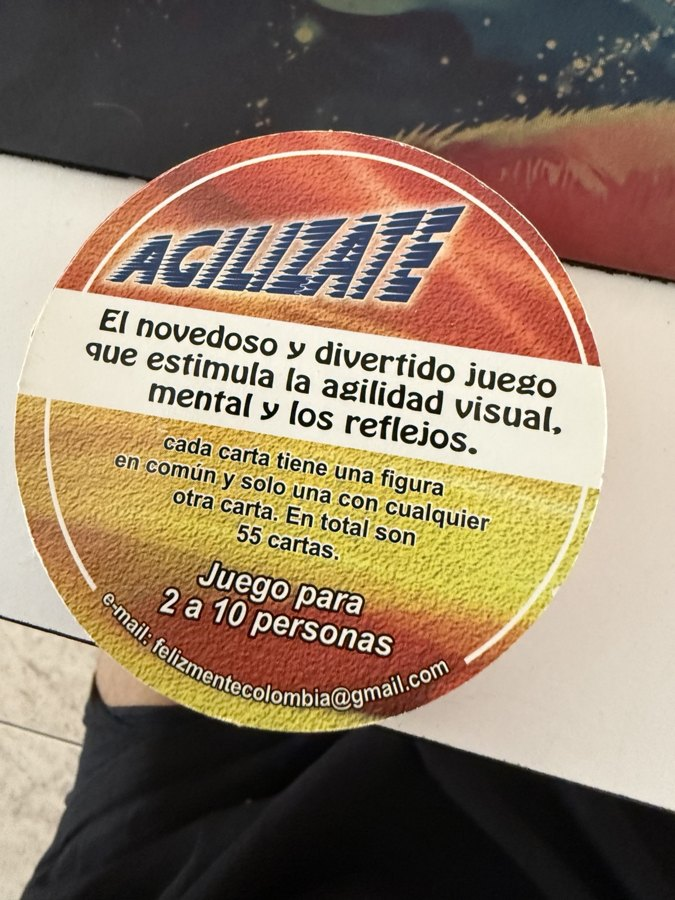 AGILIZATE
El novedoso y divertido juego
que estimula la agilidad visual,
mental y los reflejos.
cada carta tiene una figura
en común y solo una con cualquier
otra carta. En total son
55 cartas.
Juego para
2 a 10 personas
e-mail: felizmentecolombia@gmail.com